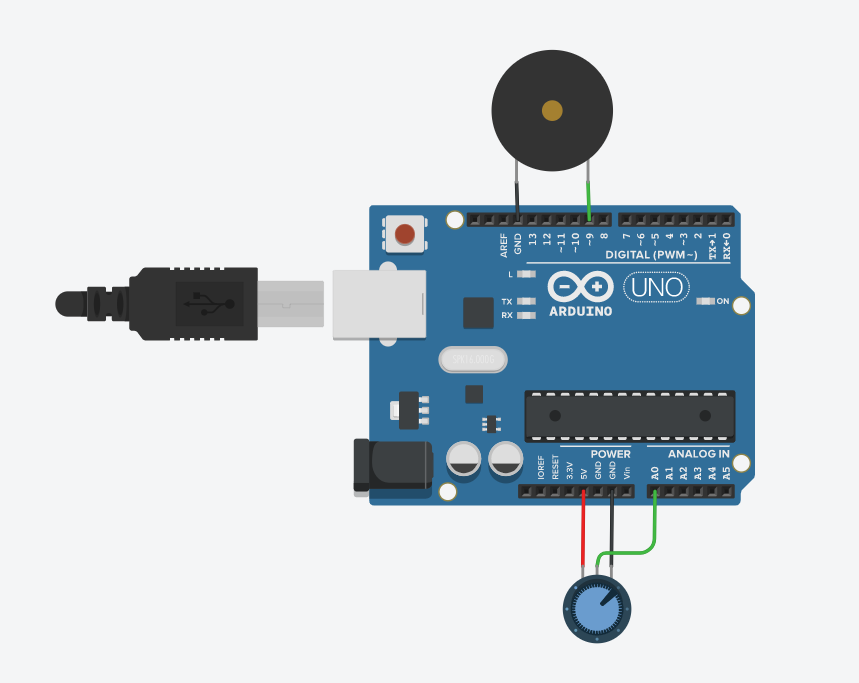 AREF
GND
13
12
~11
~10
~9
8
7
~6
~5
4
~3
2
TX→1
RX←0
DIGITAL (PWM~)
L
TX
RX
ARDUINO
UNO
ON
POWER
ANALOG IN
IOREF
RESET
3.3V
5V
GND
GND
Vin
A0
A1
A2
A3
A4
A5